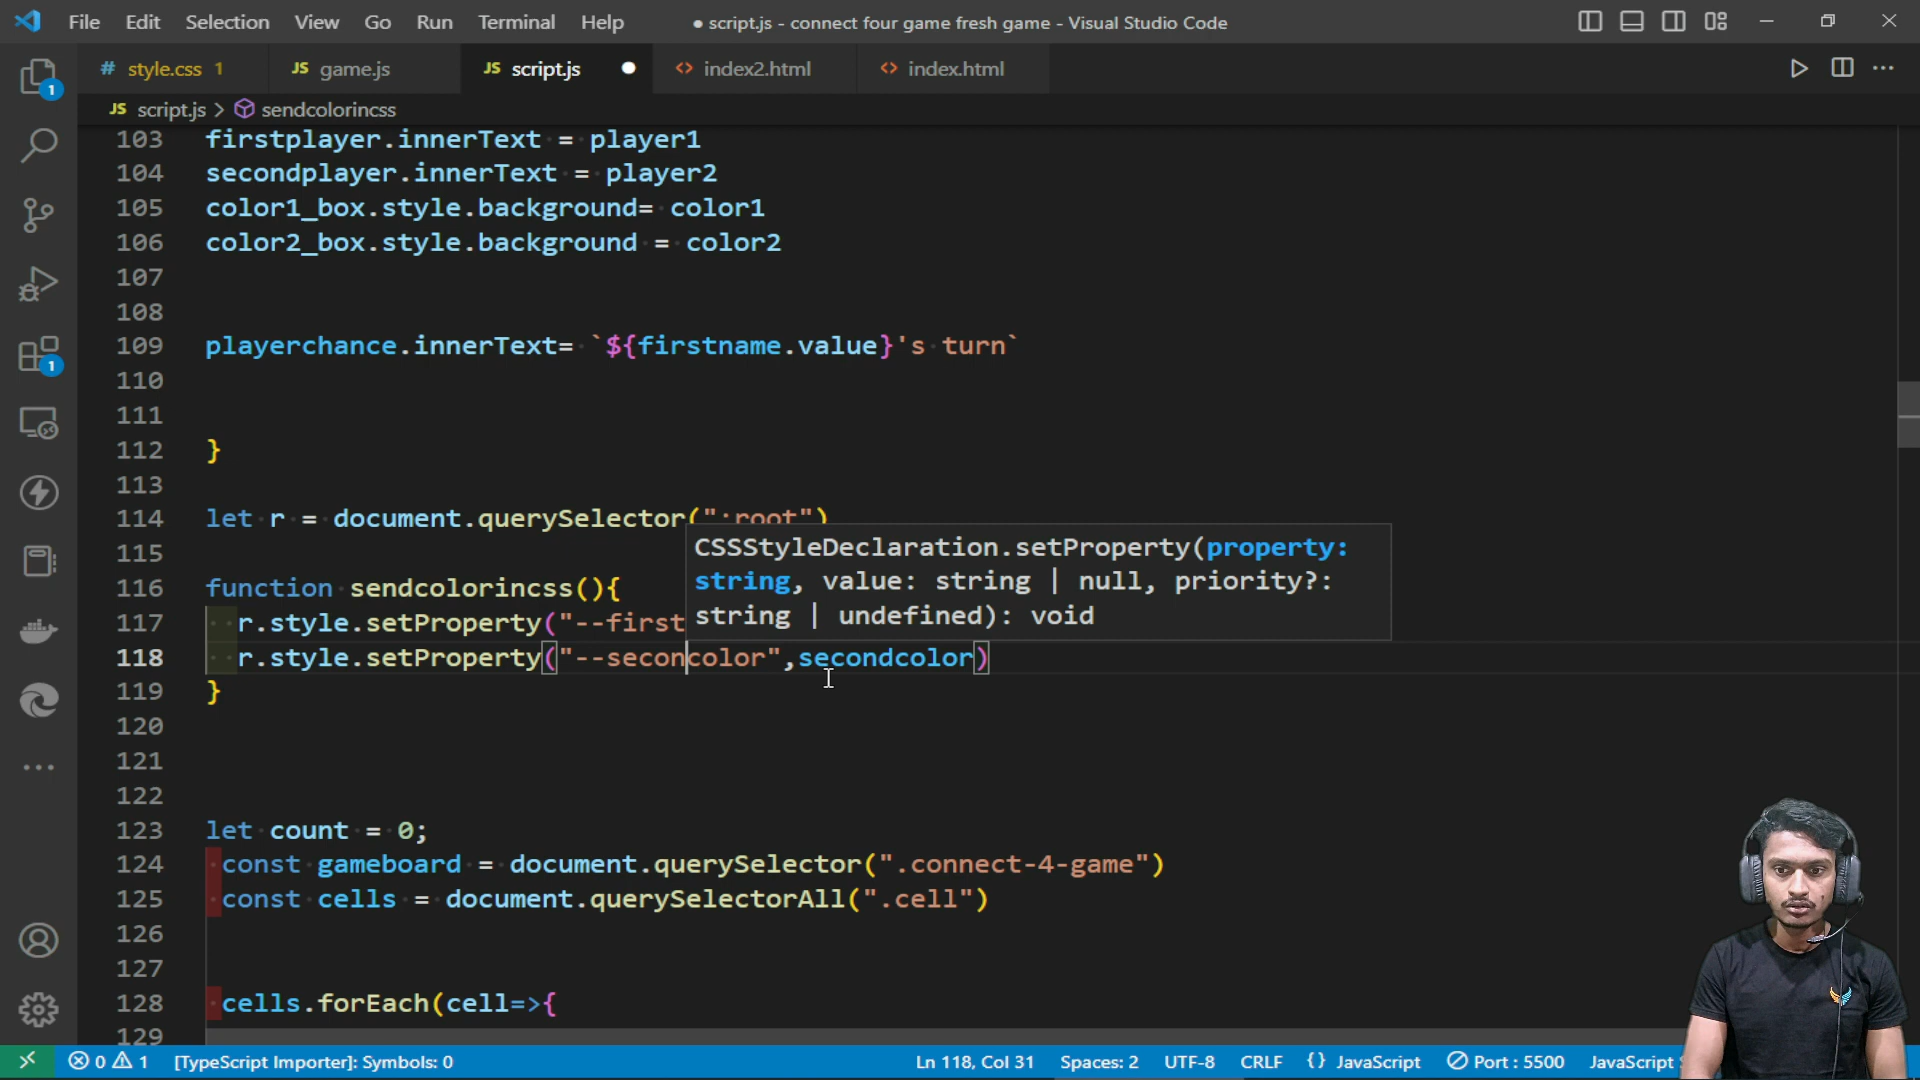 File Edit Selection View Go Run Terminal Help ● script.js - connect four game fresh game - Visual Studio Code
# style.css 1 JS game.js JS script.js ● <> index2.html <> index.html
JS script.js > sendcolorincss
103 firstplayer.innerText = player1
104 secondplayer.innerText = player2
105 color1_box.style.background= color1
106 color2_box.style.background = color2
107
108
109 playerchance.innerText= `${firstname.value}'s turn`
110
111
112 }
113
114 let r = document.querySelector(":root")
115
CSSStyleDeclaration.setProperty(property:
string, value: string | null, priority?:
string | undefined): void
116 function sendcolorincss(){
117 r.style.setProperty("--first
118 r.style.setProperty("--seconcolor",secondcolor)
119 }
120
121
122
123 let count = 0;
124 const gameboard = document.querySelector(".connect-4-game")
125 const cells = document.querySelectorAll(".cell")
126
127
128 cells.forEach(cell=>{
129
1
1
0 1 [TypeScript Importer]: Symbols: 0 Ln 118, Col 31 Spaces: 2 UTF-8 CRLF {} JavaScript Port : 5500 JavaScript